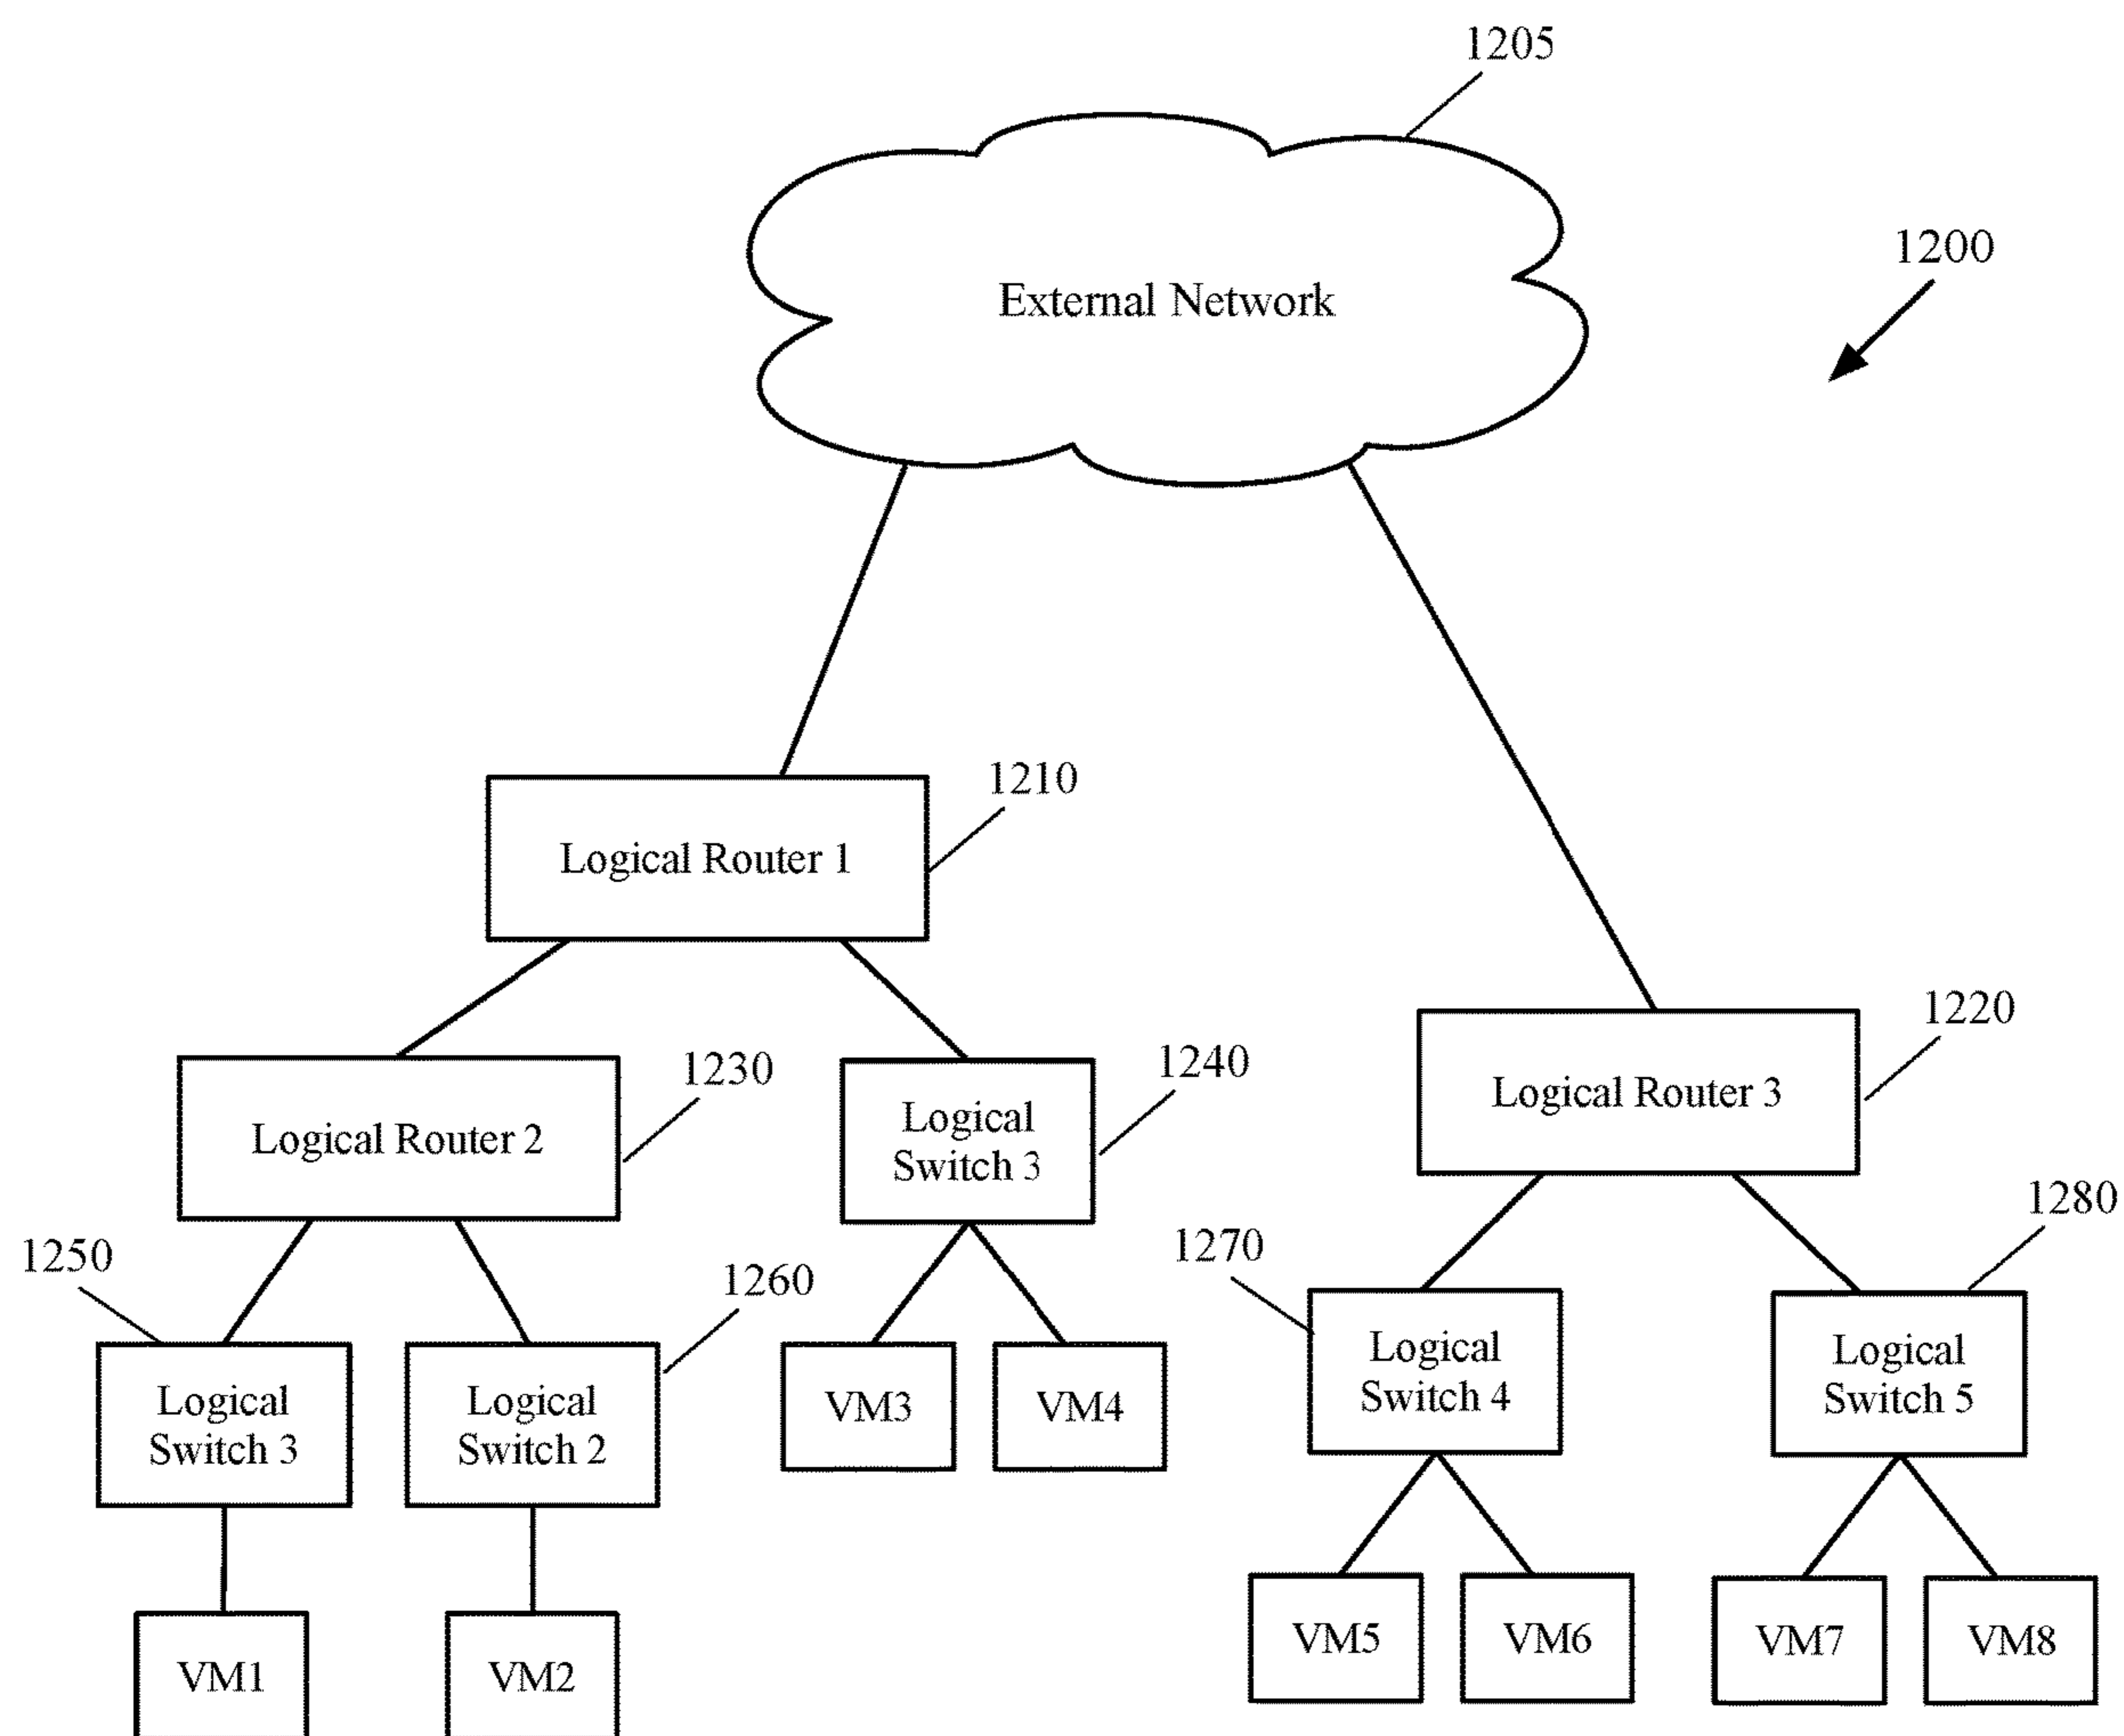 1205
1200
External Network
1210
Logical Router 1
1220
1230
1240
Logical Router 3
Logical Router 2
Logical
Switch 3
1280
1250
1260
1270
Logical
Switch 3
Logical
Switch 2
VM3
VM4
Logical
Switch 4
Logical
Switch 5
VM1
VM2
VM5
VM6
VM7
VM8